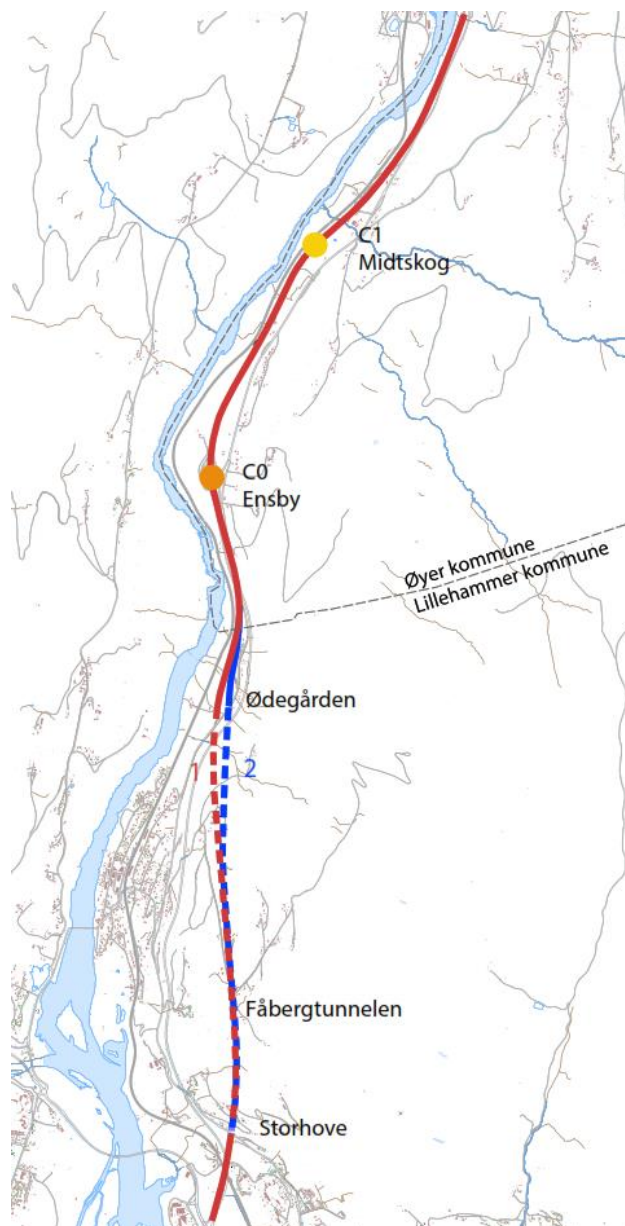 C1
Midtskog
C0
Ensby
Øyer kommune
Lillehammer kommune
Ødegården
1
2
Fåbergtunnelen
Storhove